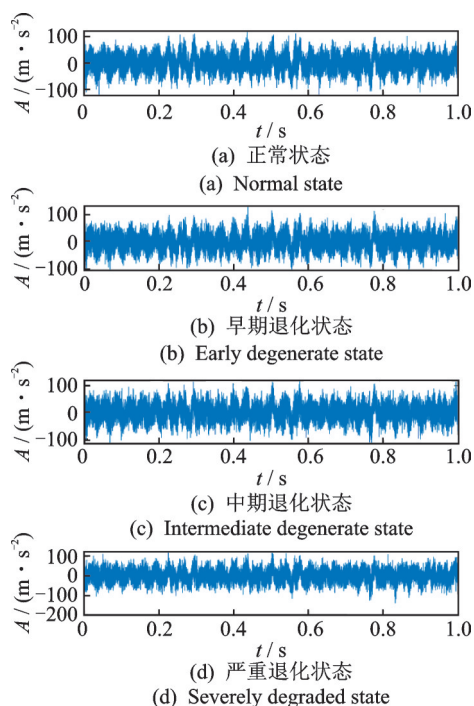 A / (m・s⁻²)
100
0
−100
0 0.2 0.4 0.6 0.8 1.0
t / s
(a) 正常状态
(a) Normal state
A / (m・s⁻²)
100
0
−100
0 0.2 0.4 0.6 0.8 1.0
t / s
(b) 早期退化状态
(b) Early degenerate state
A / (m・s⁻²)
100
0
−100
0 0.2 0.4 0.6 0.8 1.0
t / s
(c) 中期退化状态
(c) Intermediate degenerate state
A / (m・s⁻²)
100
0
−100
−200
0 0.2 0.4 0.6 0.8 1.0
t / s
(d) 严重退化状态
(d) Severely degraded state